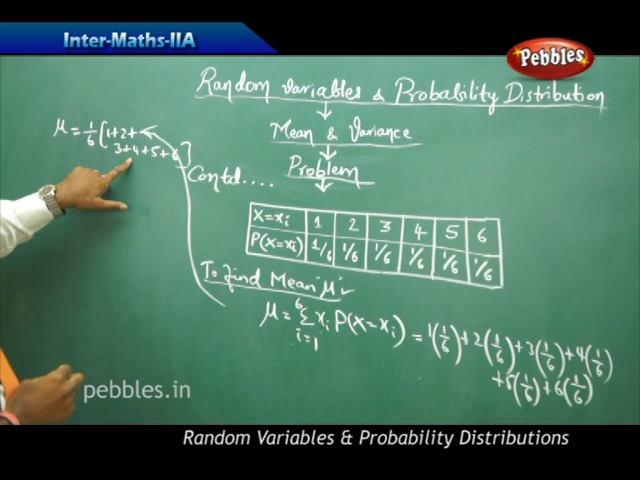 Inter-Maths-IIA
Pebbles
Random Variables & Probability Distribution
Mean & Variance
Problem
Contd....
μ = 1/6 [1+2+
3+4+5+6]
X=xi 1 2 3 4 5 6
P(X=xi) 1/6 1/6 1/6 1/6 1/6 1/6
To find Mean "μ"
μ = 6 Σ i=1 xi P(X=xi) = 1(1/6)+2(1/6)+3(1/6)+4(1/6)
+5(1/6)+6(1/6)
pebbles.in
Random Variables & Probability Distributions